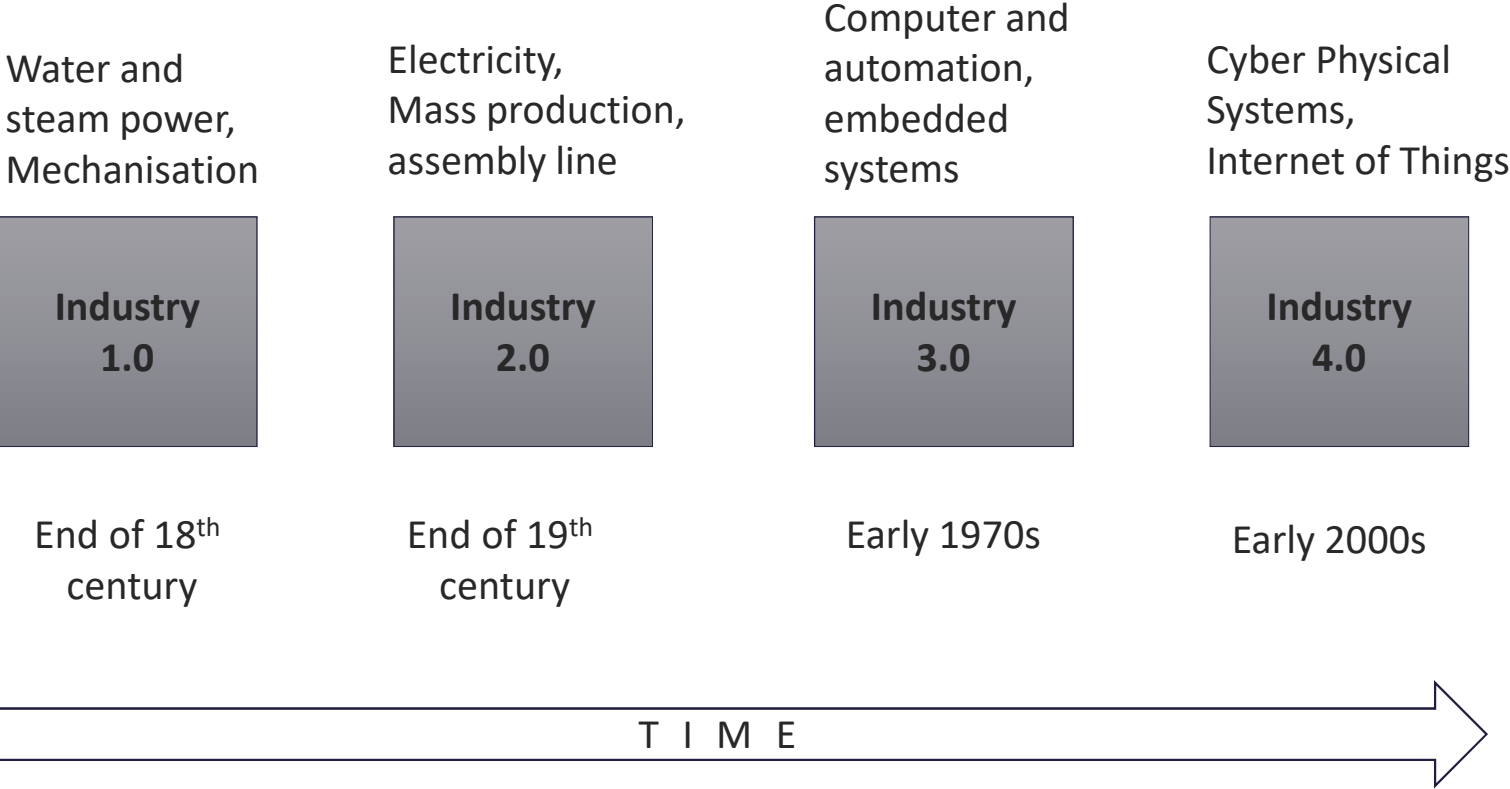 Water and
steam power,
Mechanisation
Electricity,
Mass production,
assembly line
Computer and
automation,
embedded
systems
Cyber Physical
Systems,
Internet of Things
Industry
1.0
Industry
2.0
Industry
3.0
Industry
4.0
End of 18th
century
End of 19th
century
Early 1970s
Early 2000s
T I M E